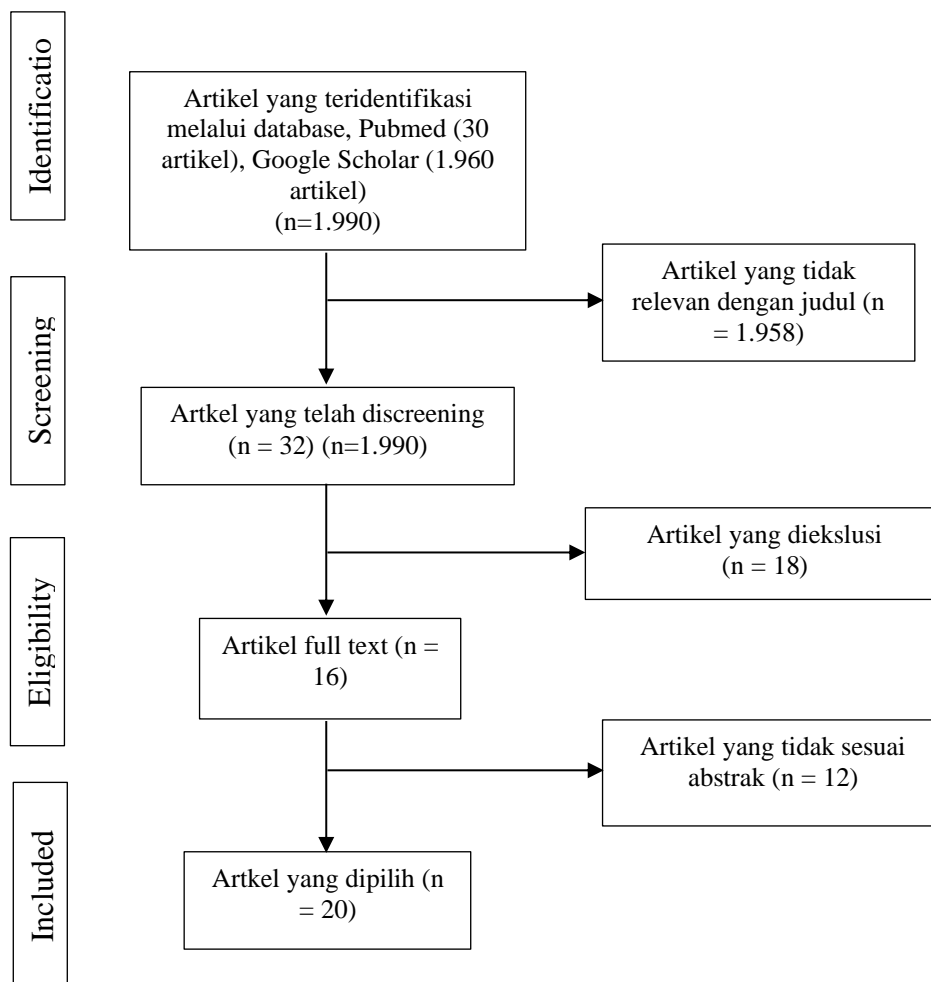 Identificatio
Artikel yang teridentifikasi
melalui database, Pubmed (30
artikel), Google Scholar (1.960
artikel)
(n=1.990)
Artikel yang tidak
relevan dengan judul (n
= 1.958)
Screening
Artkel yang telah discreening
(n = 32) (n=1.990)
Artikel yang diekslusi
(n = 18)
Eligibility
Artikel full text (n =
16)
Artikel yang tidak sesuai
abstrak (n = 12)
Included
Artkel yang dipilih (n
= 20)